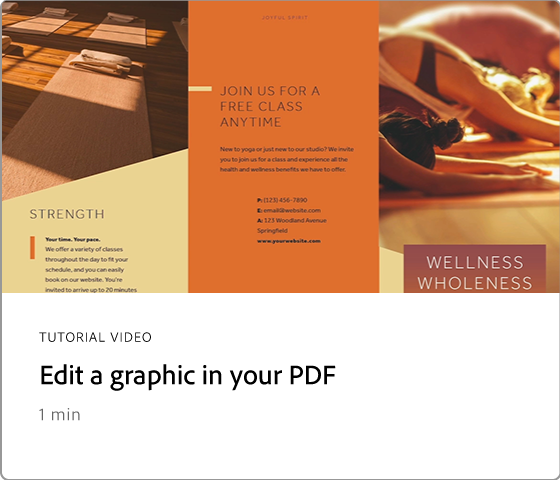 JOYFUL SPIRIT
JOIN US FOR A
FREE CLASS
ANYTIME
New to yoga or just new to our studio? We invite
you to join us for a class and experience all the
health and wellness benefits we have to offer.
P: (123) 456-7890
E: email@website.com
A: 123 Woodland Avenue
Springfield
www.yourwebsite.com
STRENGTH
Your time. Your pace.
We offer a variety of classes
throughout the day to fit your
schedule, and you can easily
book on our website. You're
invited to arrive up to 20 minutes
WELLNESS
WHOLENESS
TUTORIAL VIDEO
Edit a graphic in your PDF
1 min